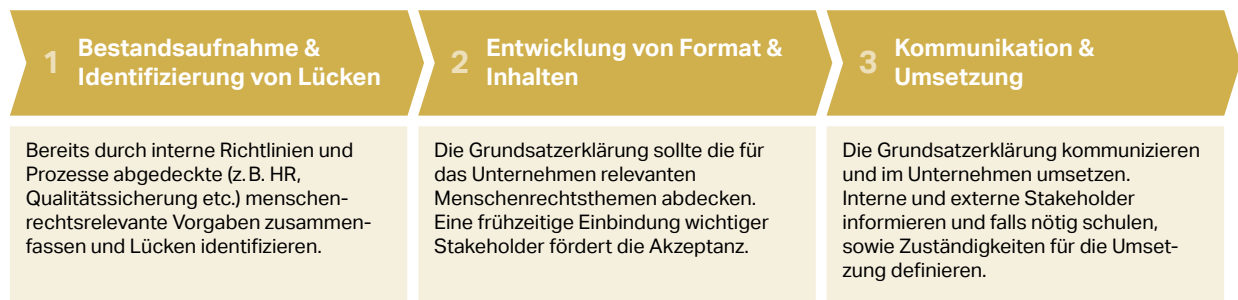 1
Bestandsaufnahme &
Identifizierung von Lücken
Bereits durch interne Richtlinien und
Prozesse abgedeckte (z. B. HR,
Qualitätssicherung etc.) menschen-
rechtsrelevante Vorgaben zusammen-
fassen und Lücken identifizieren.
2
Entwicklung von Format &
Inhalten
Die Grundsatzerklärung sollte die für
das Unternehmen relevanten
Menschenrechtsthemen abdecken.
Eine frühzeitige Einbindung wichtiger
Stakeholder fördert die Akzeptanz.
3
Kommunikation &
Umsetzung
Die Grundsatzerklärung kommunizieren
und im Unternehmen umsetzen.
Interne und externe Stakeholder
informieren und falls nötig schulen,
sowie Zuständigkeiten für die Umset-
zung definieren.